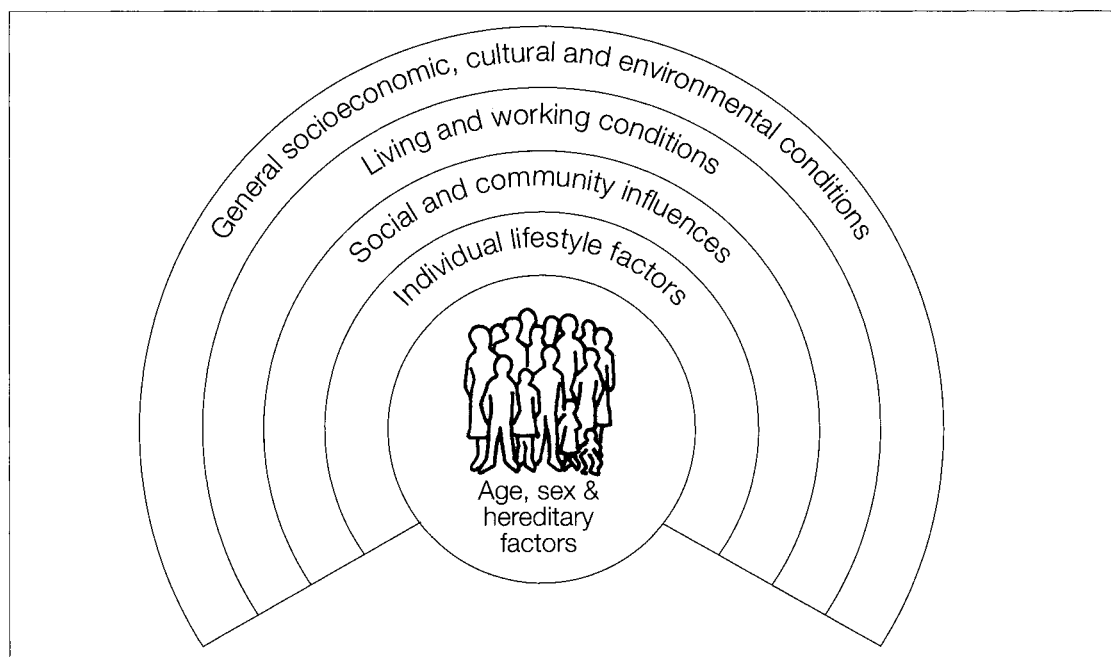 General socioeconomic, cultural and environmental conditions
Living and working conditions
Social and community influences
Individual lifestyle factors
Age, sex &
hereditary
factors